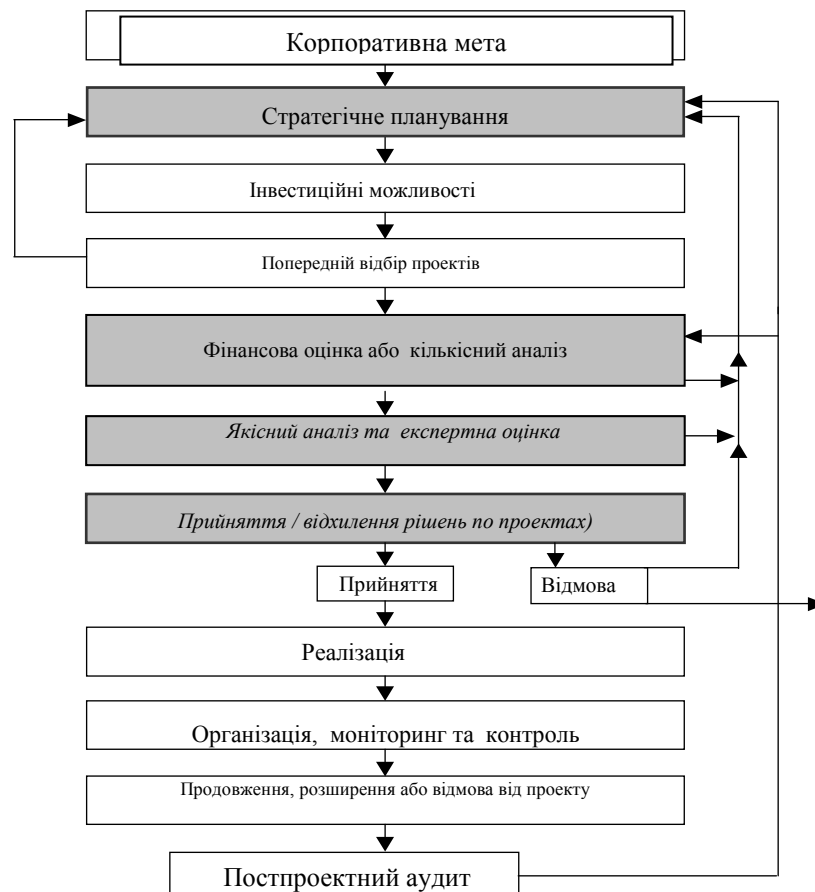 Корпоративна мета
Стратегічне планування
Інвестиційні можливості
Попередній відбір проектів
Фінансова оцінка або кількісний аналіз
Якісний аналіз та експертна оцінка
Прийняття / відхилення рішень по проектах)
Прийняття
Відмова
Реалізація
Організація, моніторинг та контроль
Продовження, розширення або відмова від проекту
Постпроектний аудит